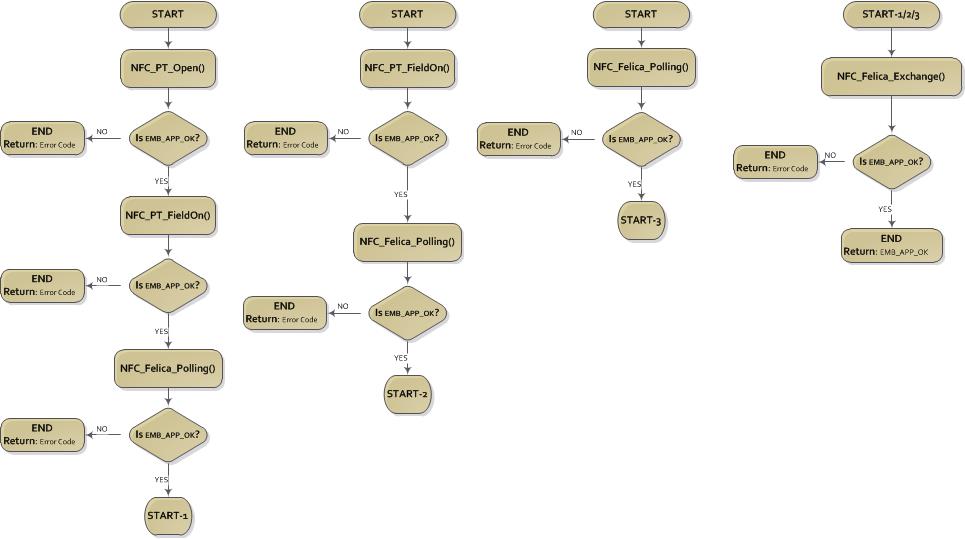 START
NFC_PT_Open()
Is EMB_APP_OK?
NO
END
Return: Error Code
YES
NFC_PT_FieldOn()
Is EMB_APP_OK?
NO
END
Return: Error Code
YES
NFC_Felica_Polling()
Is EMB_APP_OK?
NO
END
Return: Error Code
YES
START-1
START
NFC_PT_FieldOn()
Is EMB_APP_OK?
NO
END
Return: Error Code
YES
NFC_Felica_Polling()
Is EMB_APP_OK?
NO
END
Return: Error Code
YES
START-2
START
NFC_Felica_Polling()
Is EMB_APP_OK?
NO
END
Return: Error Code
YES
START-3
START-1/2/3
NFC_Felica_Exchange()
Is EMB_APP_OK?
NO
END
Return: Error Code
YES
END
Return: EMB_APP_OK